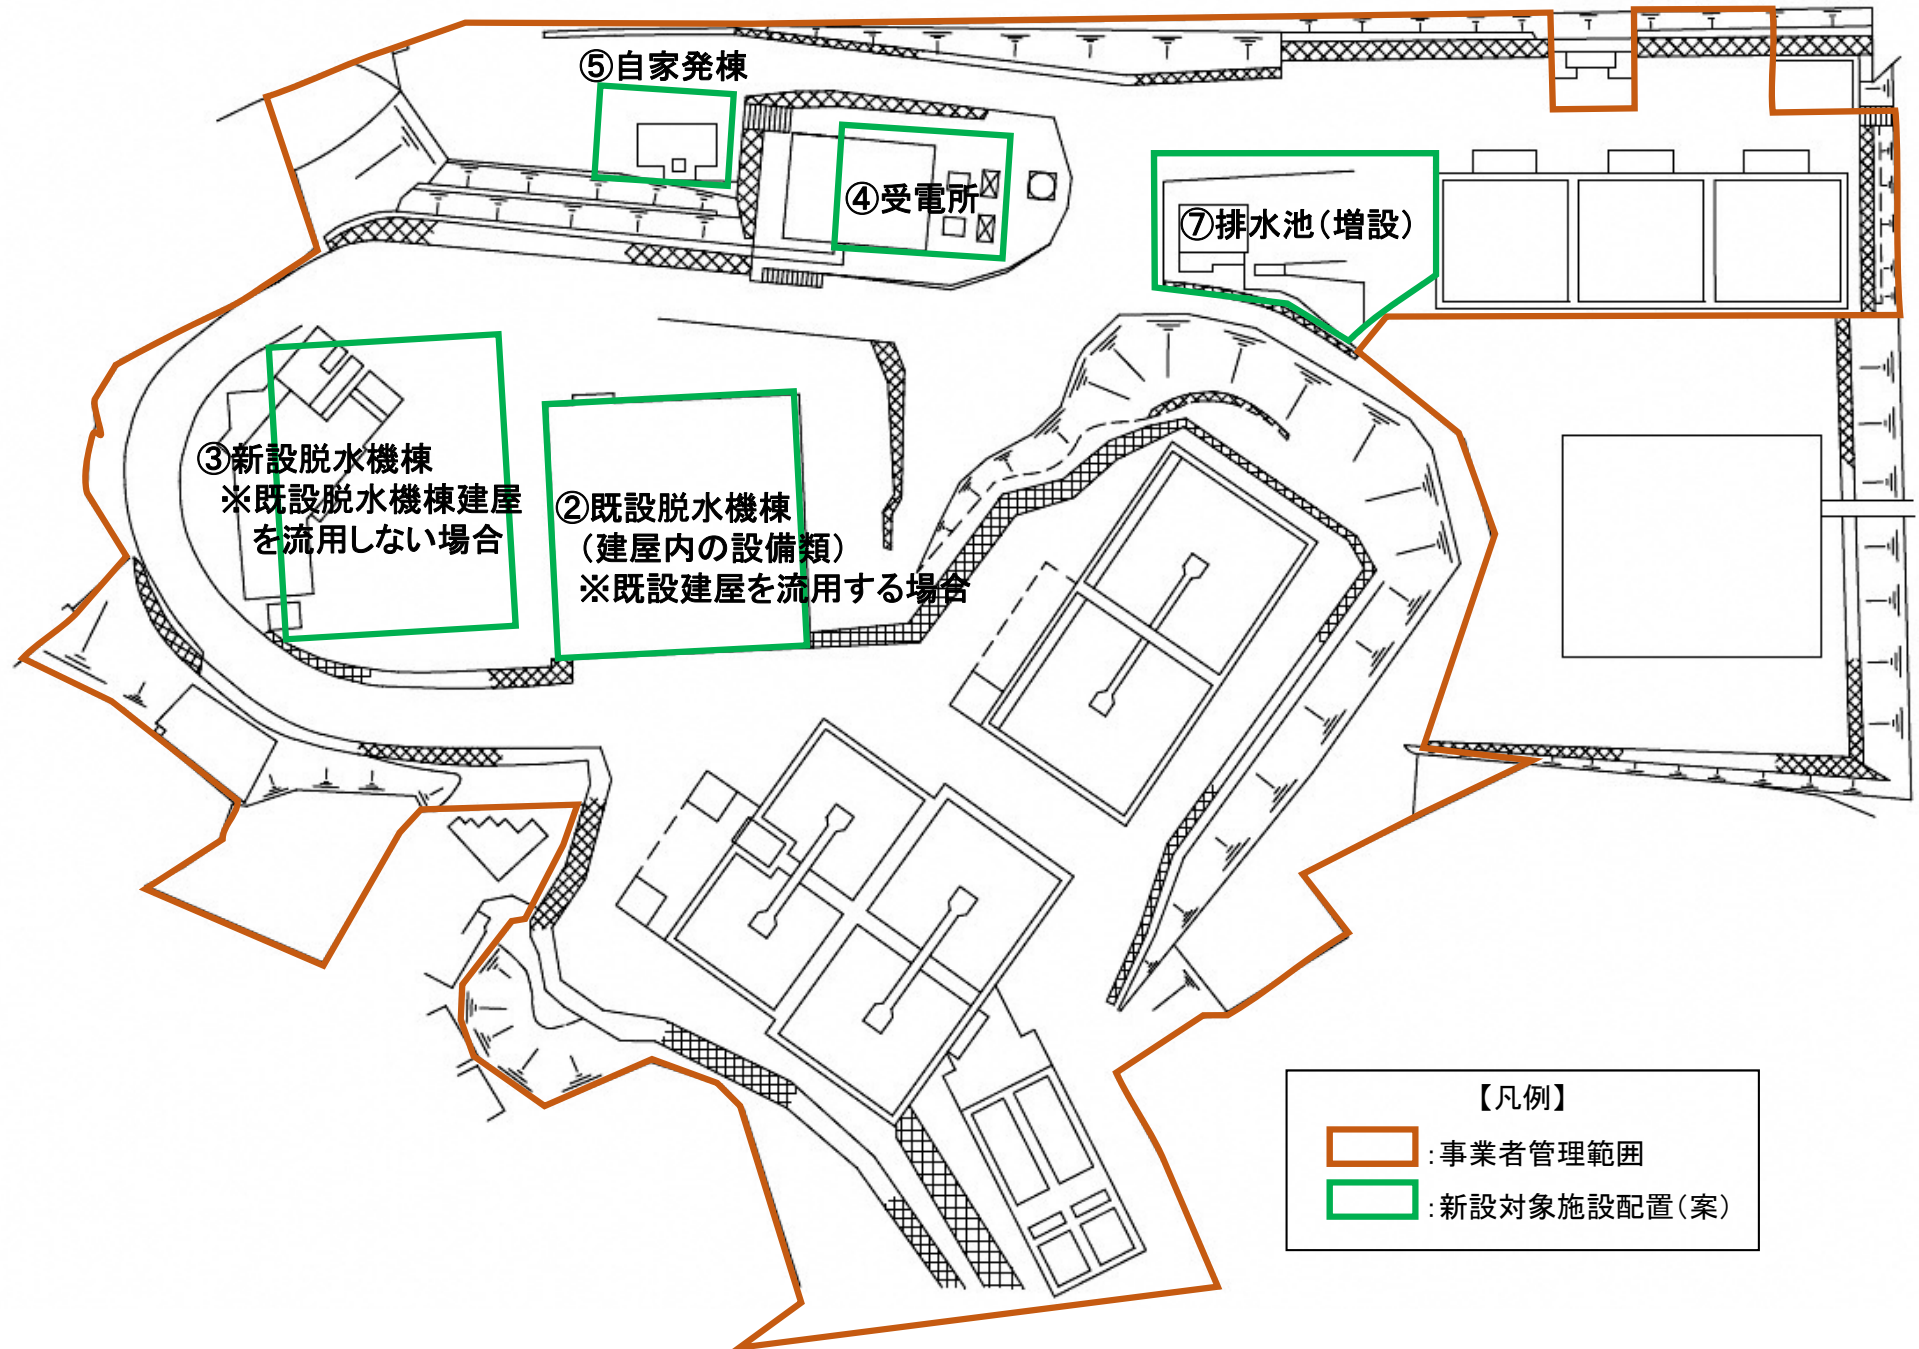 ⑤自家発棟
④受電所
⑦排水池（増設）
③新設脱水機棟
※既設脱水機棟建屋
を流用しない場合
②既設脱水機棟
（建屋内の設備類）
※既設建屋を流用する場合
【凡例】
：事業者管理範囲
：新設対象施設配置（案）